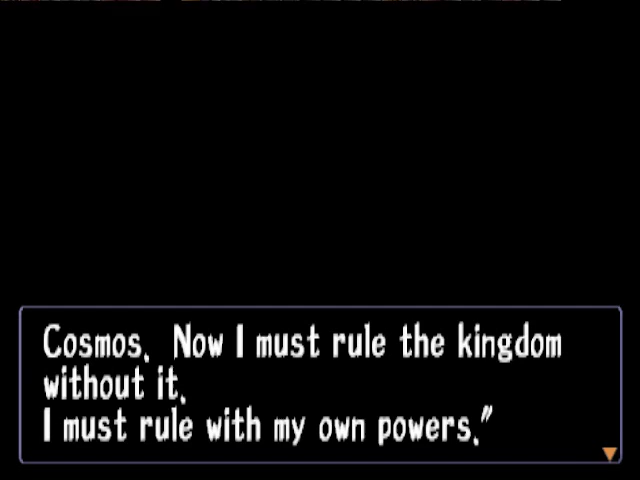 Cosmos.  Now I must rule the kingdom
without it.
I must rule with my own powers."